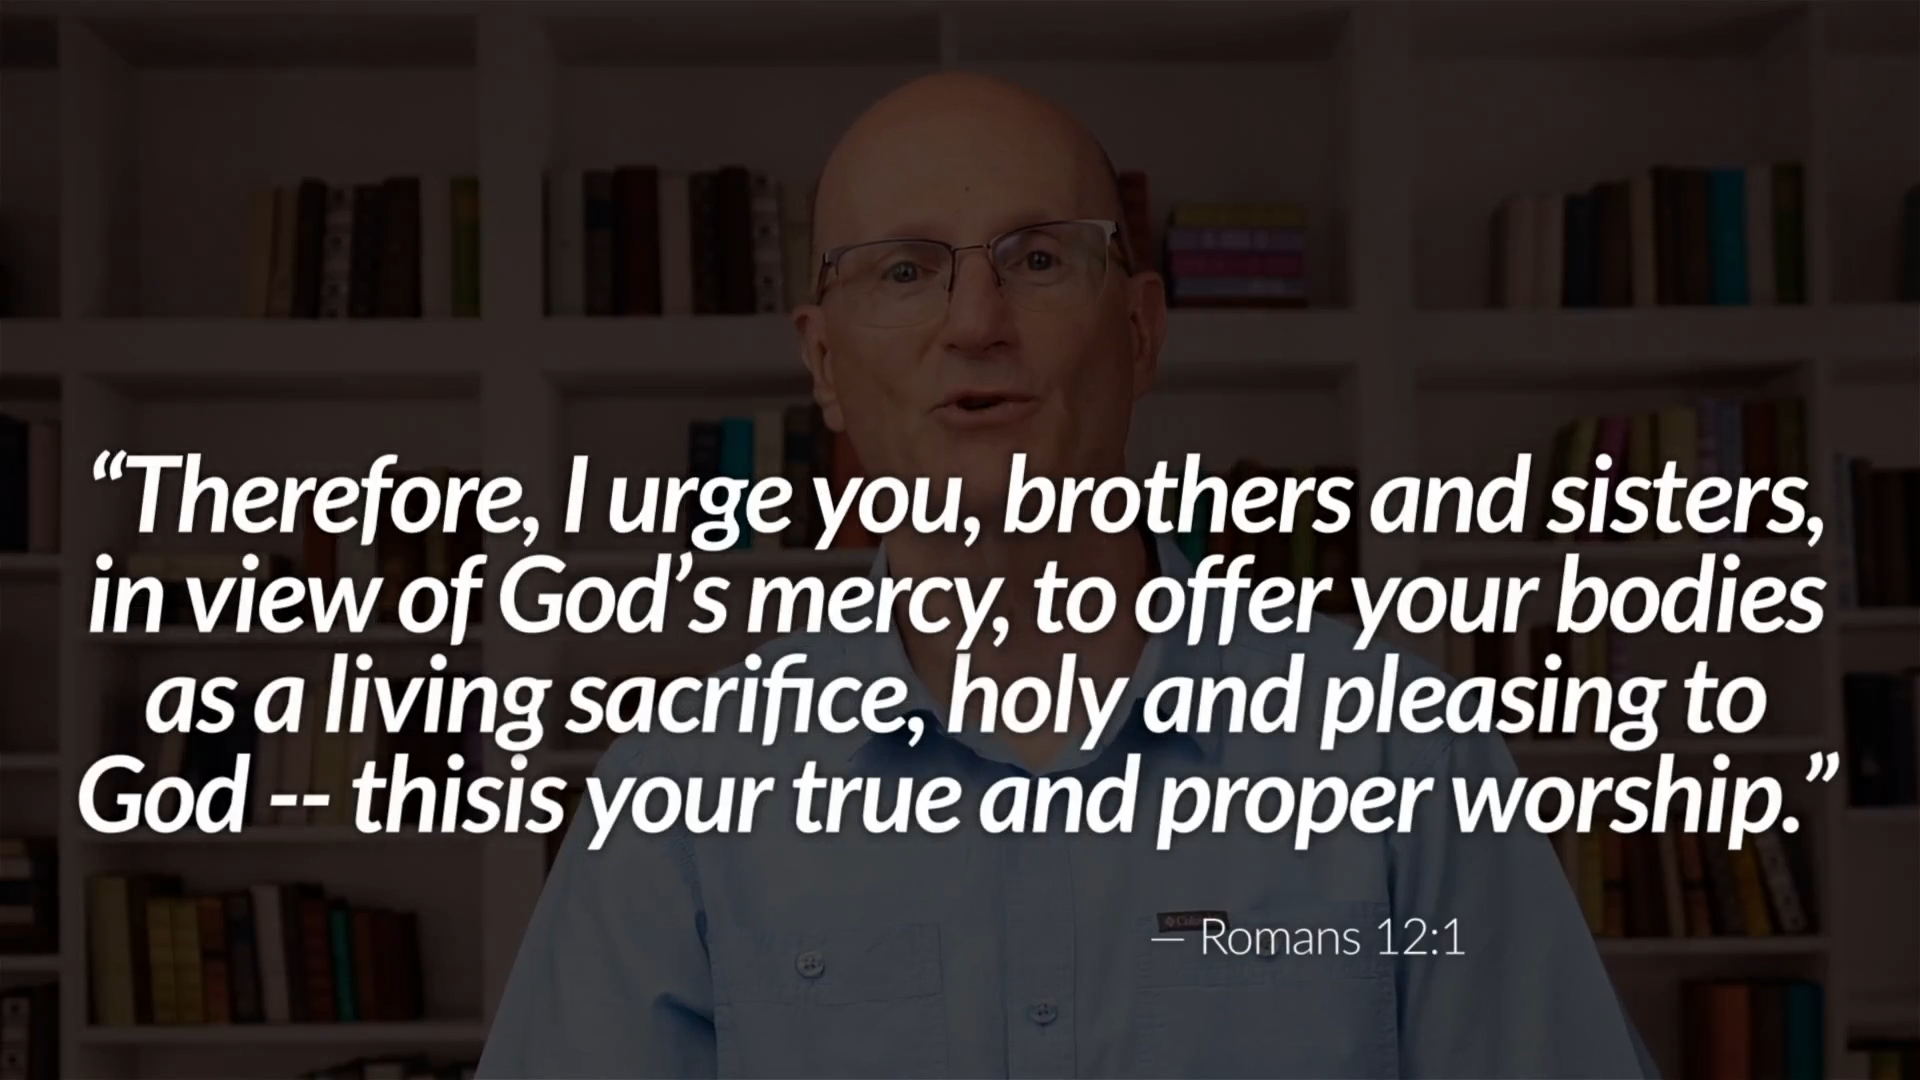 “Therefore, I urge you, brothers and sisters,
in view of God’s mercy, to offer your bodies
as a living sacrifice, holy and pleasing to
God -- thisis your true and proper worship.”
— Romans 12:1